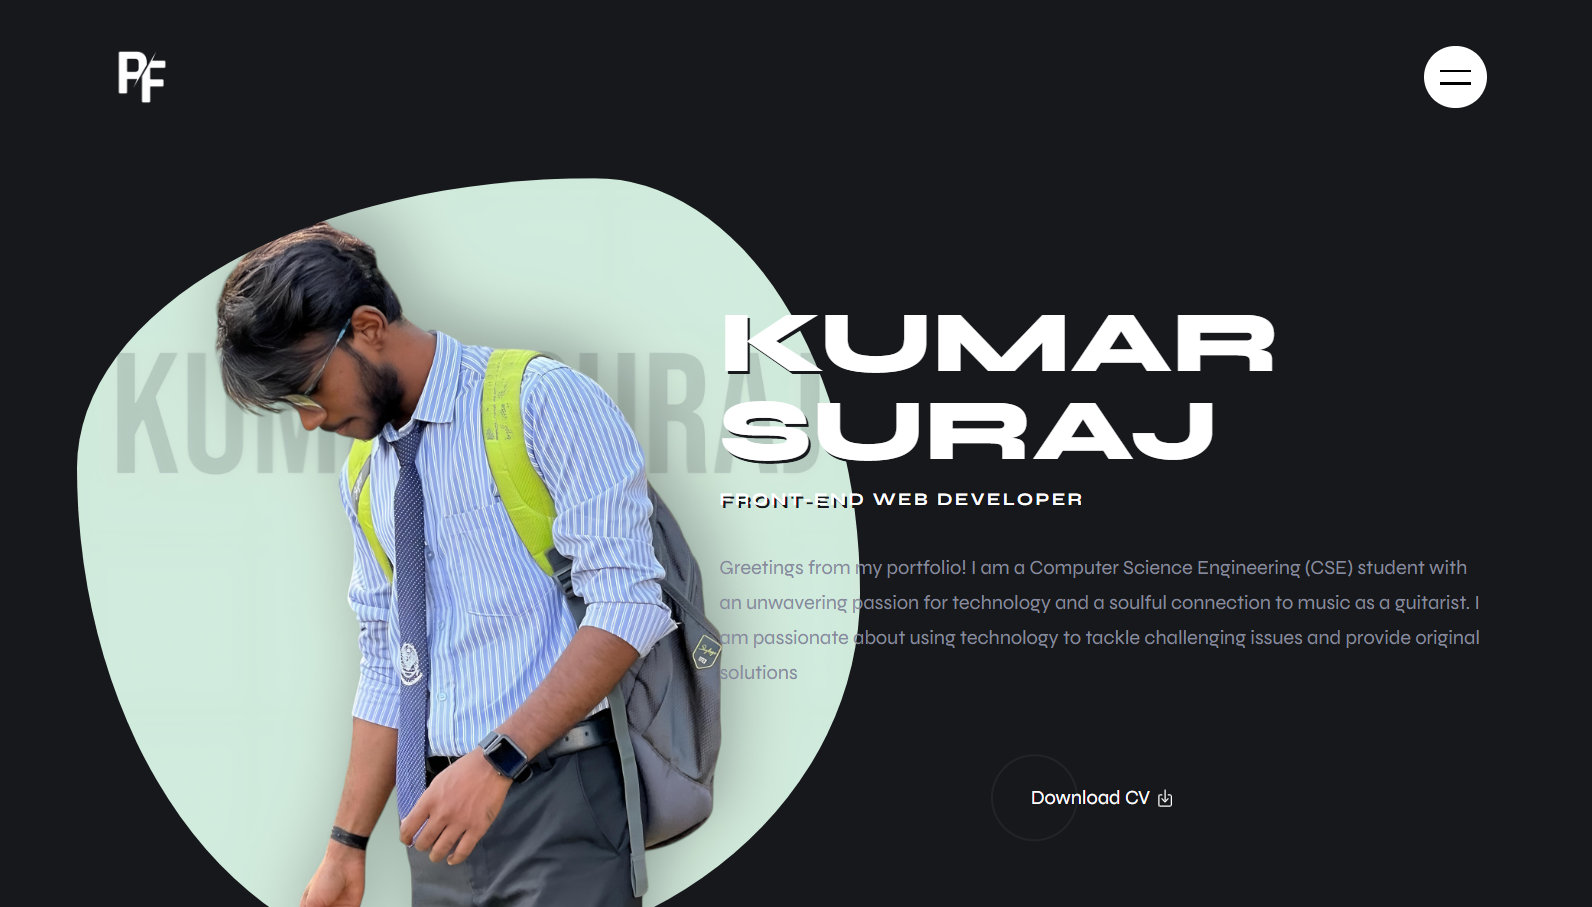 PF
KUMAR SURAJ
KUMAR
SURAJ
FRONT-END WEB DEVELOPER
Greetings from my portfolio! I am a Computer Science Engineering (CSE) student with
an unwavering passion for technology and a soulful connection to music as a guitarist. I
am passionate about using technology to tackle challenging issues and provide original
solutions
Download CV